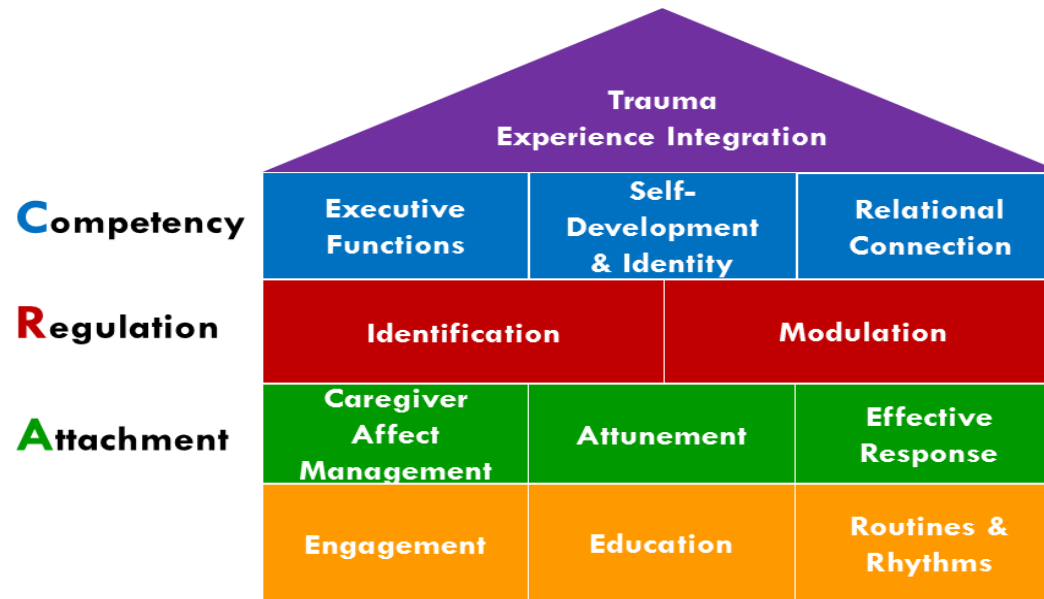 Trauma
Experience Integration
Competency
Executive
Functions
Self-
Development
& Identity
Relational
Connection
Regulation
Identification
Modulation
Attachment
Caregiver
Affect
Management
Attunement
Effective
Response
Engagement
Education
Routines &
Rhythms